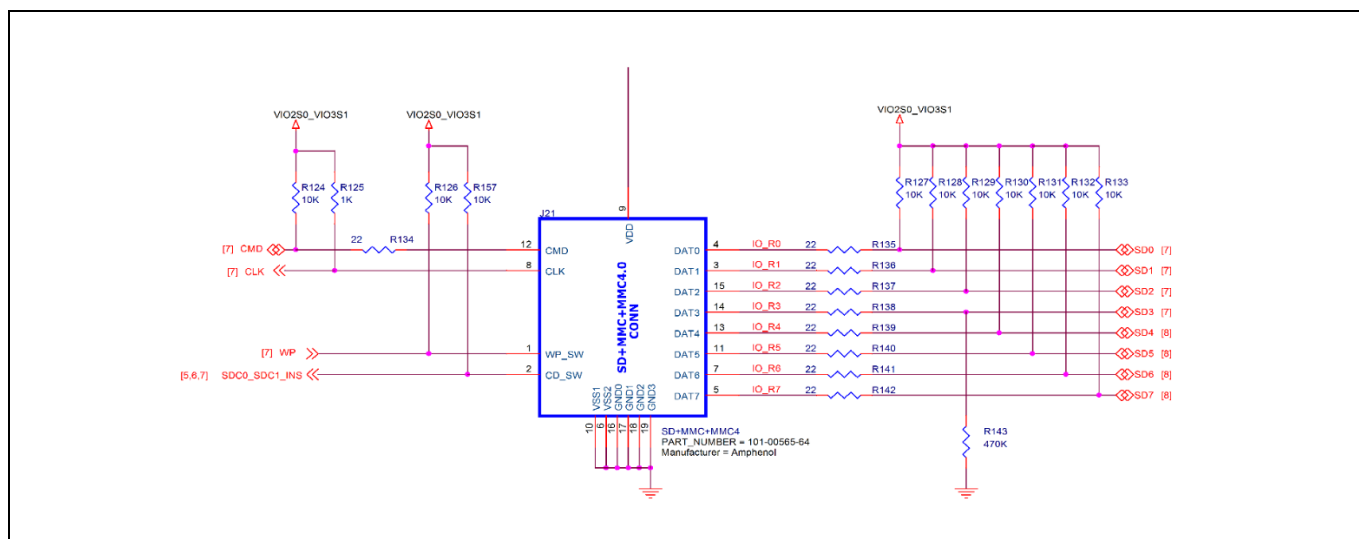 VIO2S0_VIO3S1
VIO2S0_VIO3S1
VIO2S0_VIO3S1
R124
10K
R125
1K
R126
10K
R157
10K
R127
10K
R128
10K
R129
10K
R130
10K
R131
10K
R132
10K
R133
10K
J21
9
VDD
[7] CMD
22
R134
12
CMD
[7] CLK
8
CLK
[7] WP
1
WP_SW
[5,6,7] SDC0_SDC1_INS
2
CD_SW
SD+MMC+MMC4.0
CONN
DAT0
4
IO_R0
22
R135
SD0 [7]
DAT1
3
IO_R1
22
R136
SD1 [7]
DAT2
15
IO_R2
22
R137
SD2 [7]
DAT3
14
IO_R3
22
R138
SD3 [7]
DAT4
13
IO_R4
22
R139
SD4 [8]
DAT5
11
IO_R5
22
R140
SD5 [8]
DAT6
7
IO_R6
22
R141
SD6 [8]
DAT7
5
IO_R7
22
R142
SD7 [8]
VSS1
VSS2
GND0
GND1
GND2
GND3
10
6
16
17
18
19
SD+MMC+MMC4
PART_NUMBER = 101-00565-64
Manufacturer = Amphenol
R143
470K